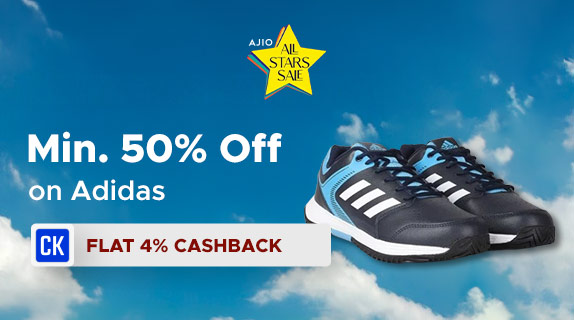 AJIO
ALL
STARS
SALE
Min. 50% Off
on Adidas
CK
FLAT 4% CASHBACK